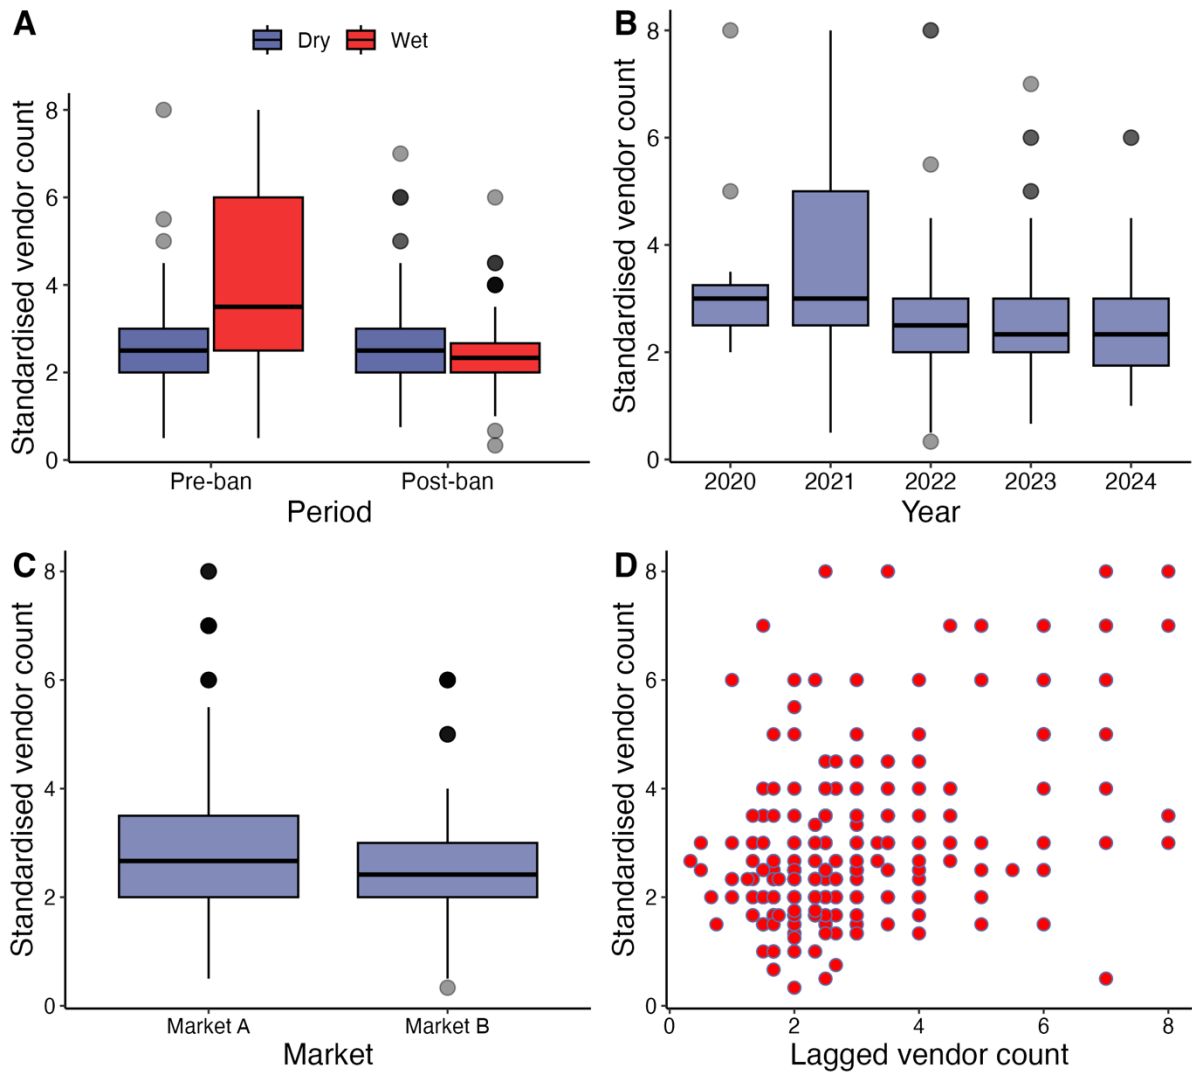 A
Dry Wet
Standardised vendor count
8
6
4
2
0
Pre-ban Post-ban
Period
B
Standardised vendor count
8
6
4
2
0
2020 2021 2022 2023 2024
Year
C
Standardised vendor count
8
6
4
2
0
Market A Market B
Market
D
Standardised vendor count
8
6
4
2
0
0 2 4 6 8
Lagged vendor count